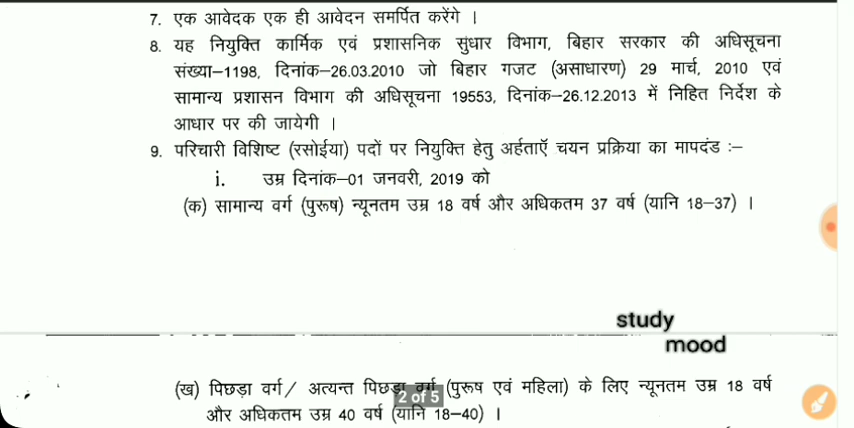 7. एक आवेदक एक ही आवेदन समर्पित करेंगे ।
8. यह नियुक्ति कार्मिक एवं प्रशासनिक सुंधार विभाग, बिहार सरकार की अधिसूचना
संख्या–1198, दिनांक–26.03.2010 जो बिहार गजट (असाधारण) 29 मार्च, 2010 एवं
सामान्य प्रशासन विभाग की अधिसूचना 19553, दिनांक–26.12.2013 में निहित निर्देश के
आधार पर की जायेगी ।
9. परिचारी विशिष्ट (रसोईया) पदों पर नियुक्ति हेतु अर्हताएँ चयन प्रक्रिया का मापदंड :–
i. उम्र दिनांक–01 जनवरी, 2019 को
(क) सामान्य वर्ग (पुरूष) न्यूनतम उम्र 18 वर्ष और अधिकतम 37 वर्ष (यानि 18–37) ।
study
mood
(ख) पिछड़ा वर्ग/ अत्यन्त पिछड़ा वर्ग (पुरूष एवं महिला) के लिए न्यूनतम उम्र 18 वर्ष
2 of 5
और अधिकतम उम्र 40 वर्ष (यानि 18–40) ।